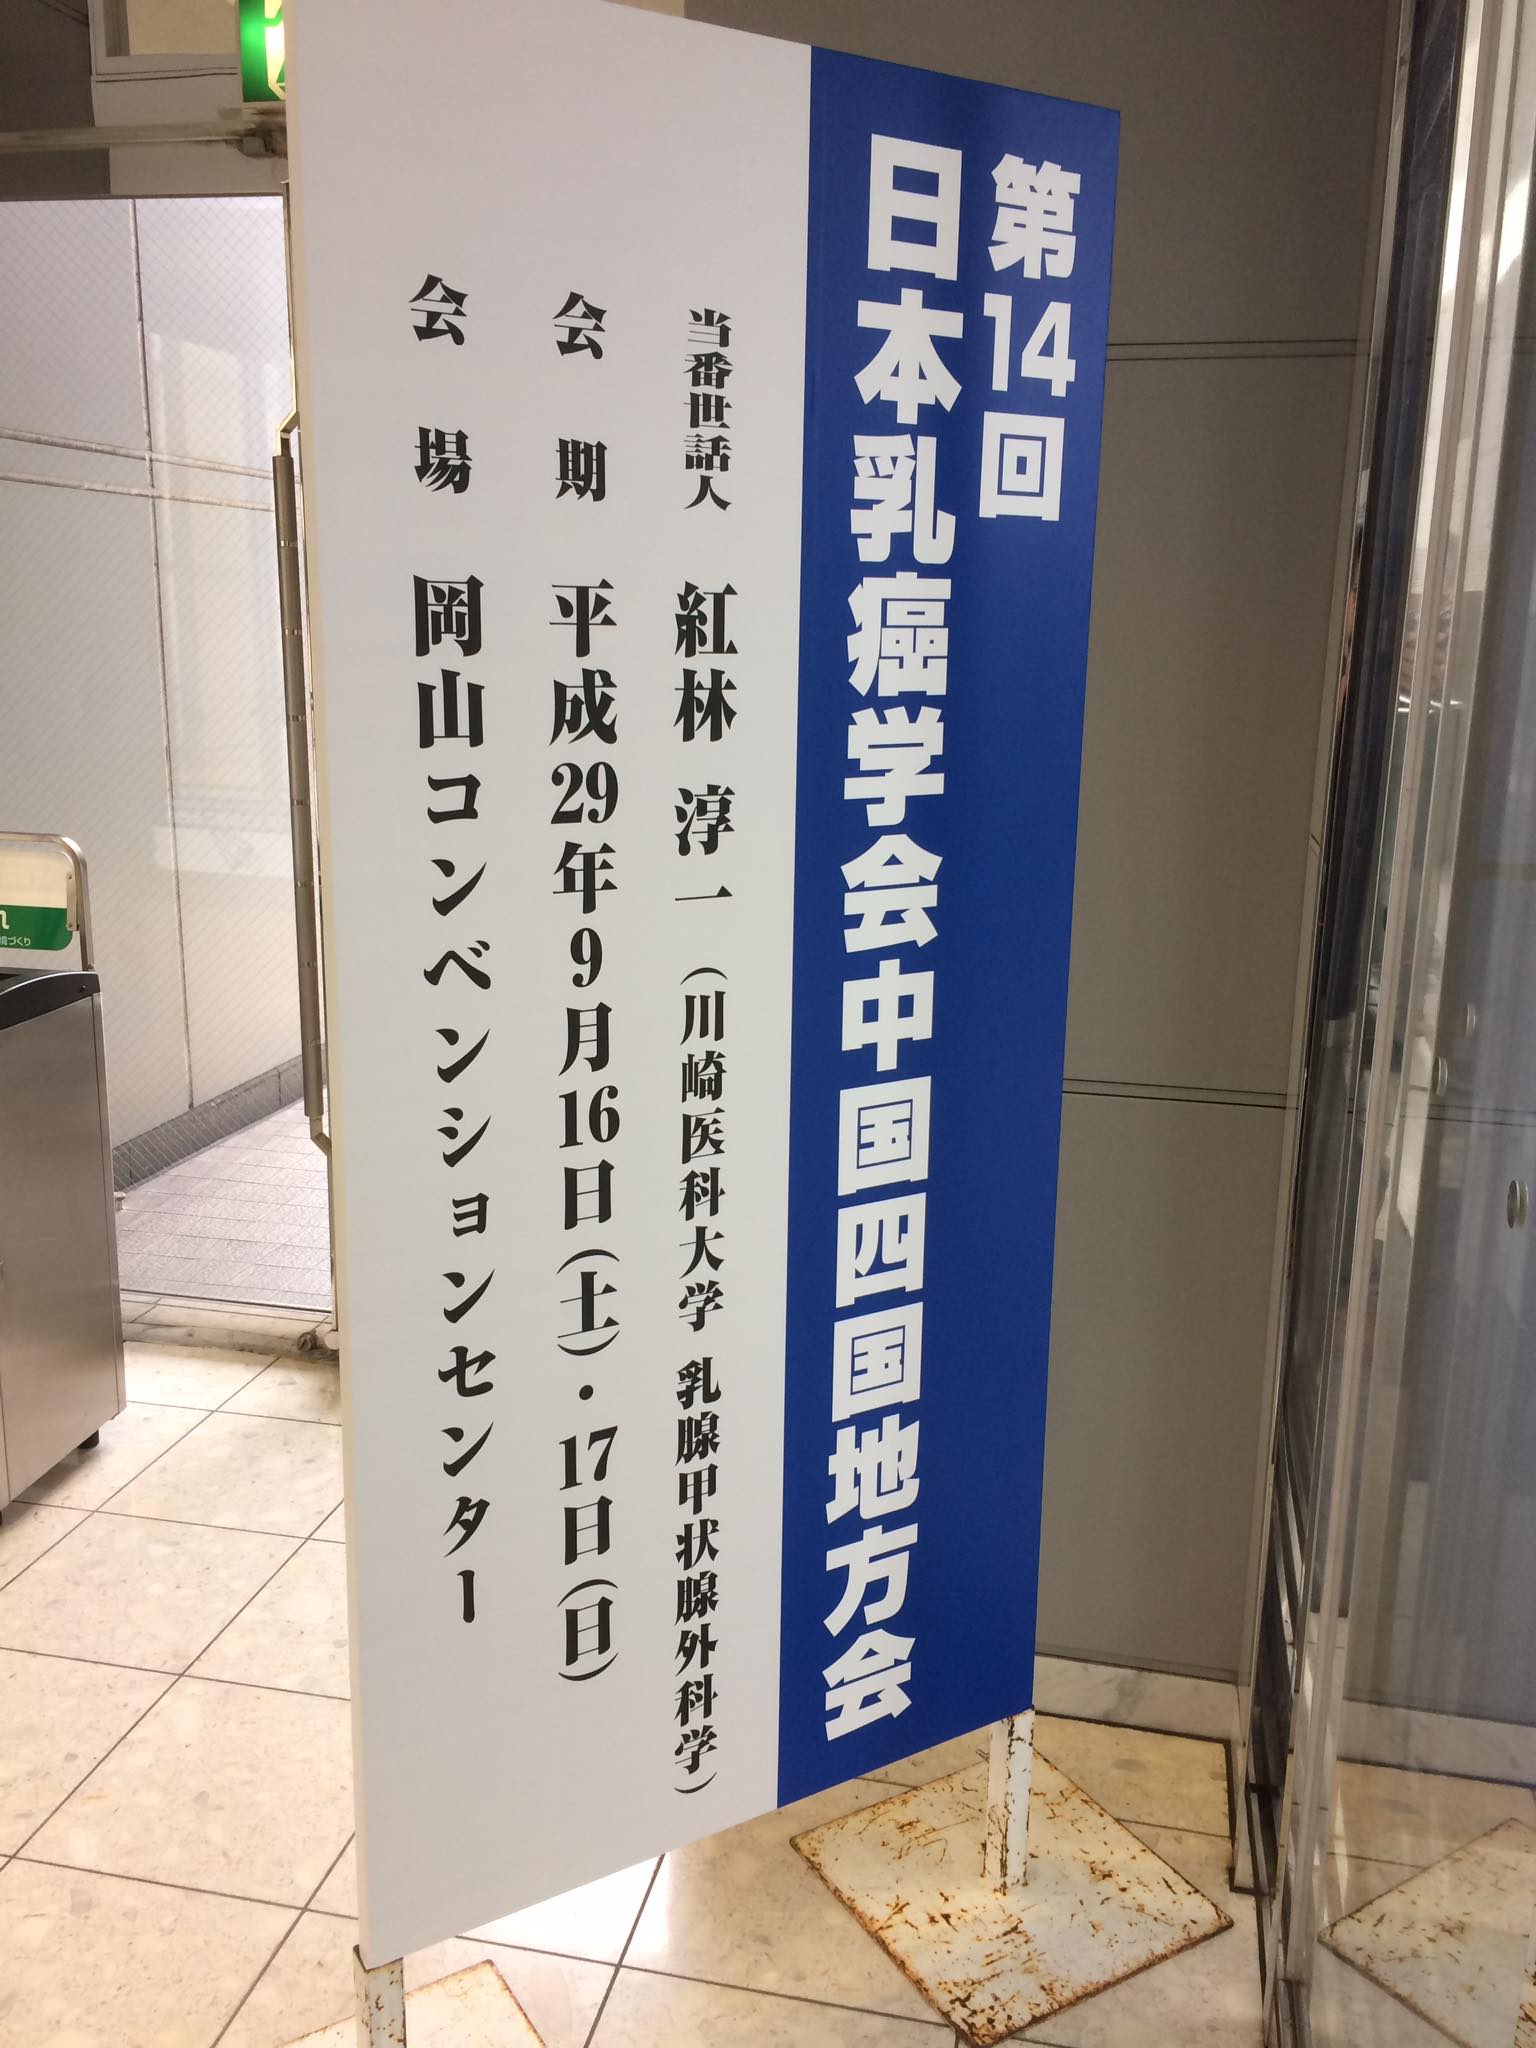 第14回
日本乳癌学会中国四国地方会
当番世話人 紅林 淳一（川崎医科大学 乳腺甲状腺外科学）
会期 平成29年9月16日（土）・17日（日）
会場 岡山コンベンションセンター